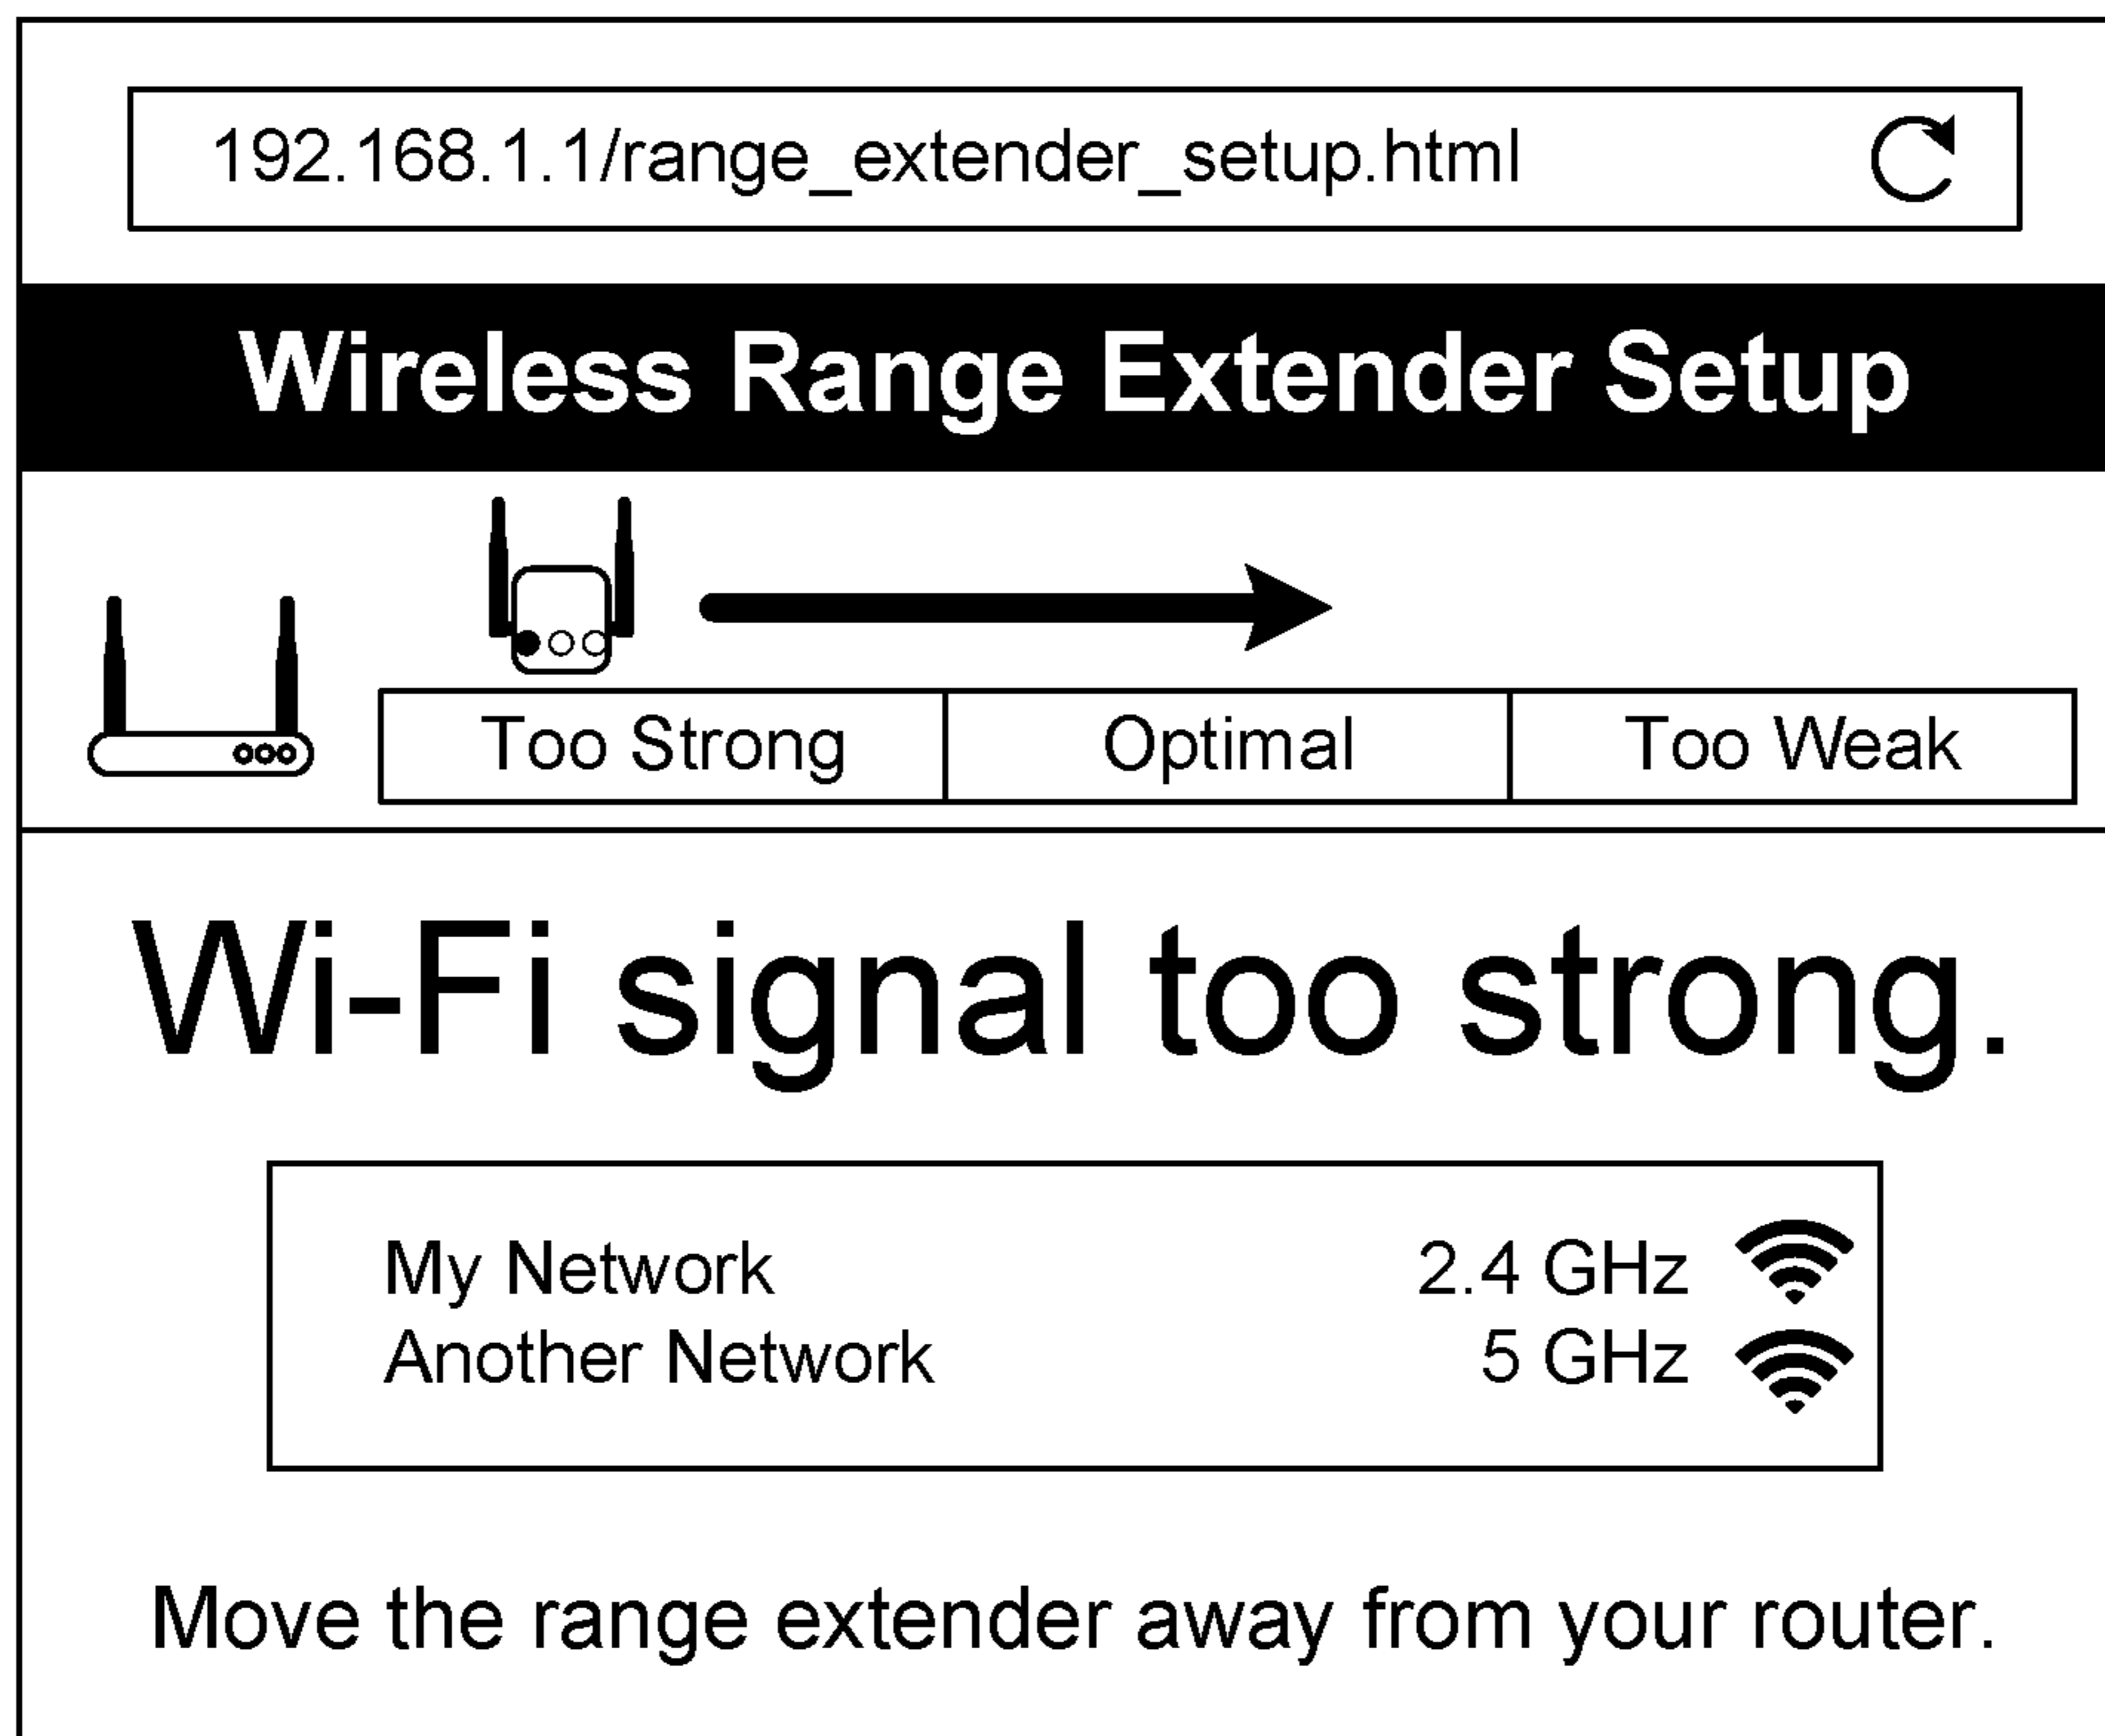 192.168.1.1/range_extender_setup.html
Wireless Range Extender Setup
Too Strong Optimal Too Weak
Wi-Fi signal too strong.
My Network 2.4 GHz
Another Network 5 GHz
Move the range extender away from your router.